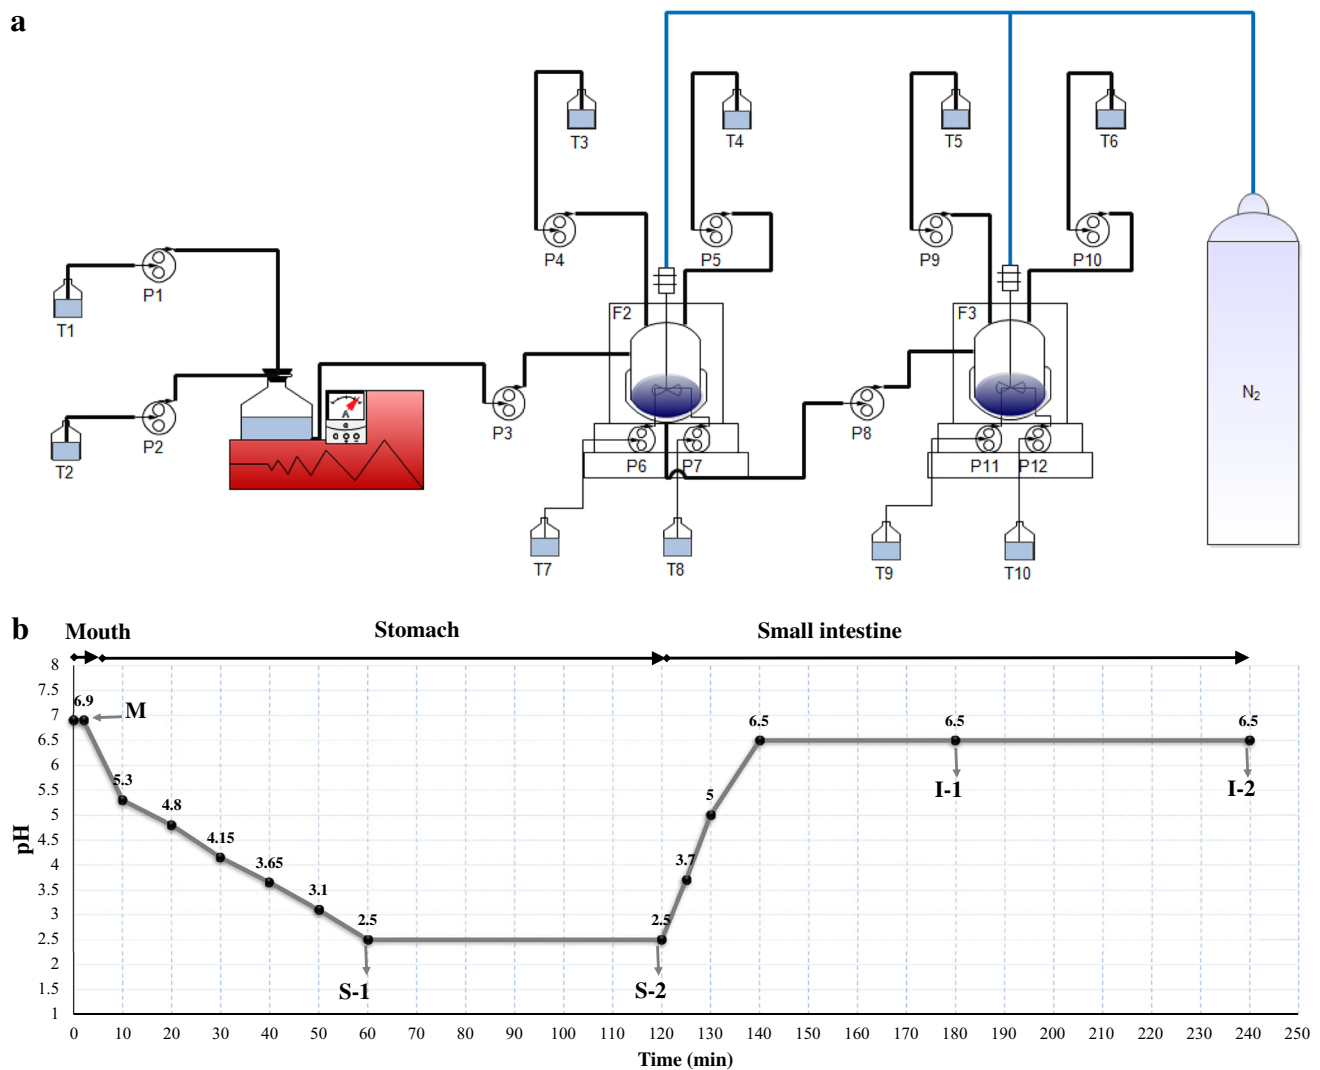 a
T3
T4
T5
T6
P4
P5
P9
P10
P1
T1
F2
F3
N2
A
P2
T2
P3
P8
P6
P7
P11
P12
T7
T8
T9
T10
b
Mouth
Stomach
Small intestine
8
7.5
7
6.5
6
5.5
5
4.5
4
3.5
3
2.5
2
1.5
1
pH
6.9
M
5.3
4.8
4.15
3.65
3.1
2.5
S-1
2.5
S-2
3.7
5
6.5
6.5
I-1
6.5
I-2
0 10 20 30 40 50 60 70 80 90 100 110 120 130 140 150 160 170 180 190 200 210 220 230 240 250
Time (min)